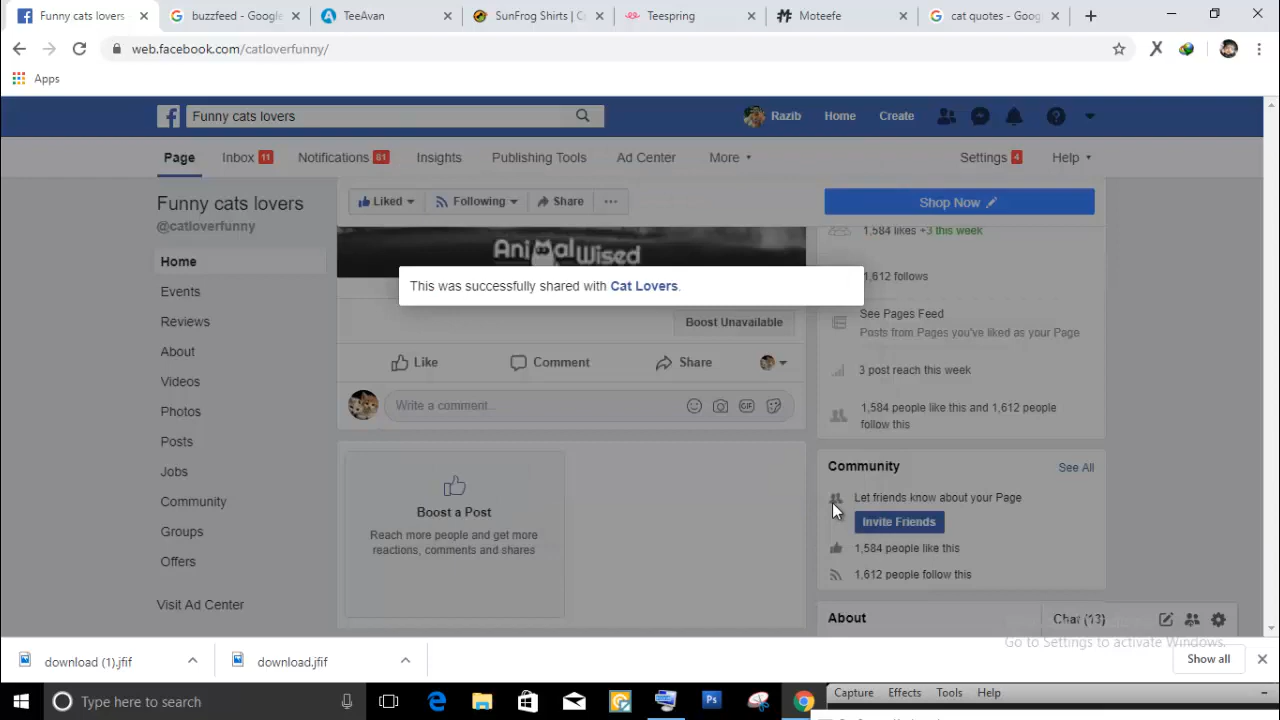 Funny cats lovers
buzzfeed - Google
TeeAvan
SunFrog Shirts | C
Teespring
Moteefe
cat quotes - Goog
web.facebook.com/catloverfunny/
Apps
Funny cats lovers
Razib
Home
Create
Page
Inbox 11
Notifications 81
Insights
Publishing Tools
Ad Center
More
Settings 4
Help
Funny cats lovers
@catloverfunny
Home
Events
Reviews
About
Videos
Photos
Posts
Jobs
Community
Groups
Offers
Visit Ad Center
Liked
Following
Share
Shop Now
AnimalWised
This was successfully shared with Cat Lovers.
Boost Unavailable
Like
Comment
Share
Write a comment...
GIF
Boost a Post
Reach more people and get more
reactions, comments and shares
1,584 likes +3 this week
1,612 follows
See Pages Feed
Posts from Pages you've liked as your Page
3 post reach this week
1,584 people like this and 1,612 people
follow this
Community
See All
Let friends know about your Page
Invite Friends
1,584 people like this
1,612 people follow this
About
Chat (13)
Go to Settings to activate Windows.
download (1).jfif
download.jfif
Show all
Type here to search
Capture
Effects
Tools
Help